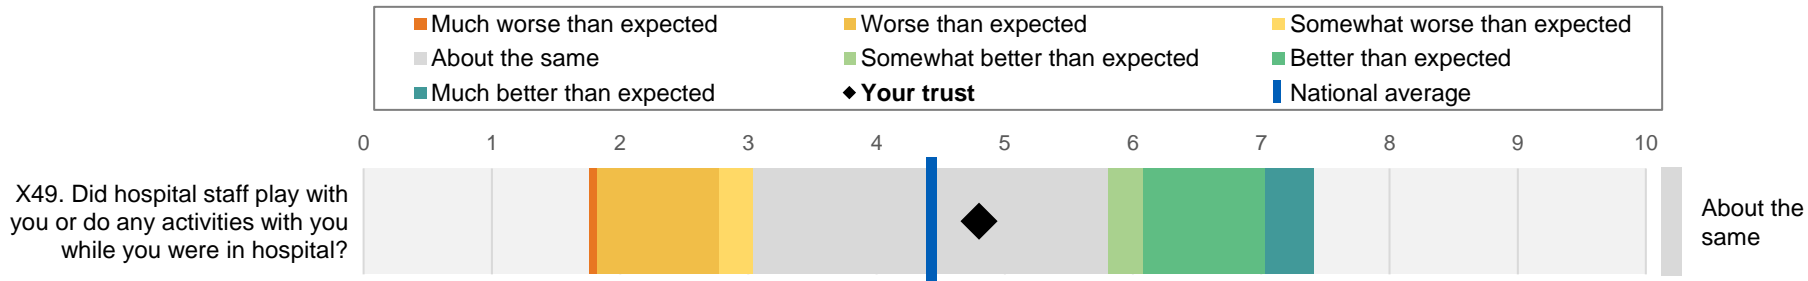 Much worse than expected
Worse than expected
Somewhat worse than expected
About the same
Somewhat better than expected
Better than expected
Much better than expected
Your trust
National average
0 1 2 3 4 5 6 7 8 9 10
X49. Did hospital staff play with
you or do any activities with you
while you were in hospital?
About the
same